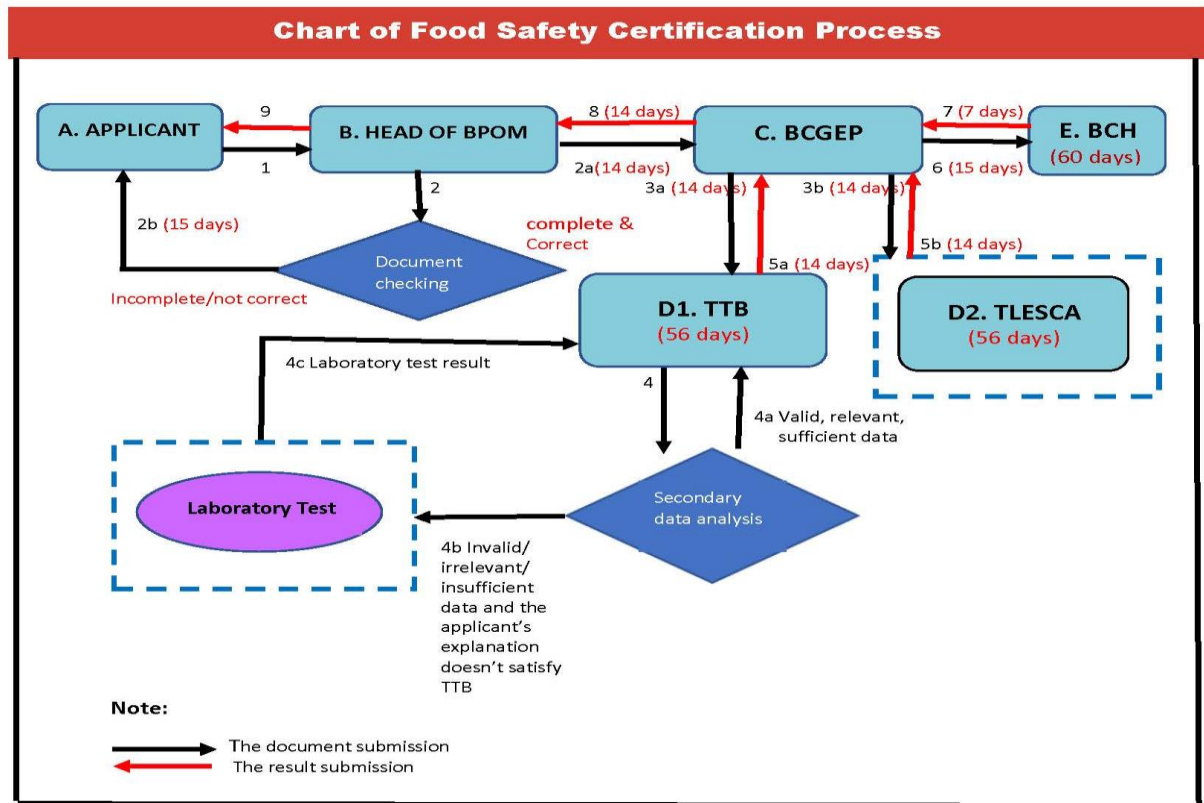 Chart of Food Safety Certification Process
9
8 (14 days)
7 (7 days)
A. APPLICANT
B. HEAD OF BPOM
C. BCGEP
E. BCH
(60 days)
1
2a(14 days)
6 (15 days)
2
3a (14 days)
3b (14 days)
2b (15 days)
complete &
Correct
5b (14 days)
Document
checking
5a (14 days)
Incomplete/not correct
D1. TTB
(56 days)
D2. TLESCA
(56 days)
4c Laboratory test result
4
4a Valid, relevant,
sufficient data
Laboratory Test
Secondary
data analysis
4b Invalid/
irrelevant/
insufficient
data and the
applicant’s
explanation
doesn’t satisfy
TTB
Note:
The document submission
The result submission